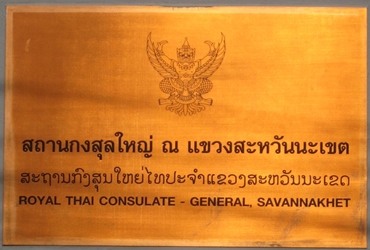 สถานกงสุลใหญ่ ณ แขวงสะหวันนะเขต
ສະຖານກົງສຸນໃຫຍ່ໄທປະຈຳແຂວງສະຫວັນນະເຂດ
ROYAL THAI CONSULATE - GENERAL, SAVANNAKHET